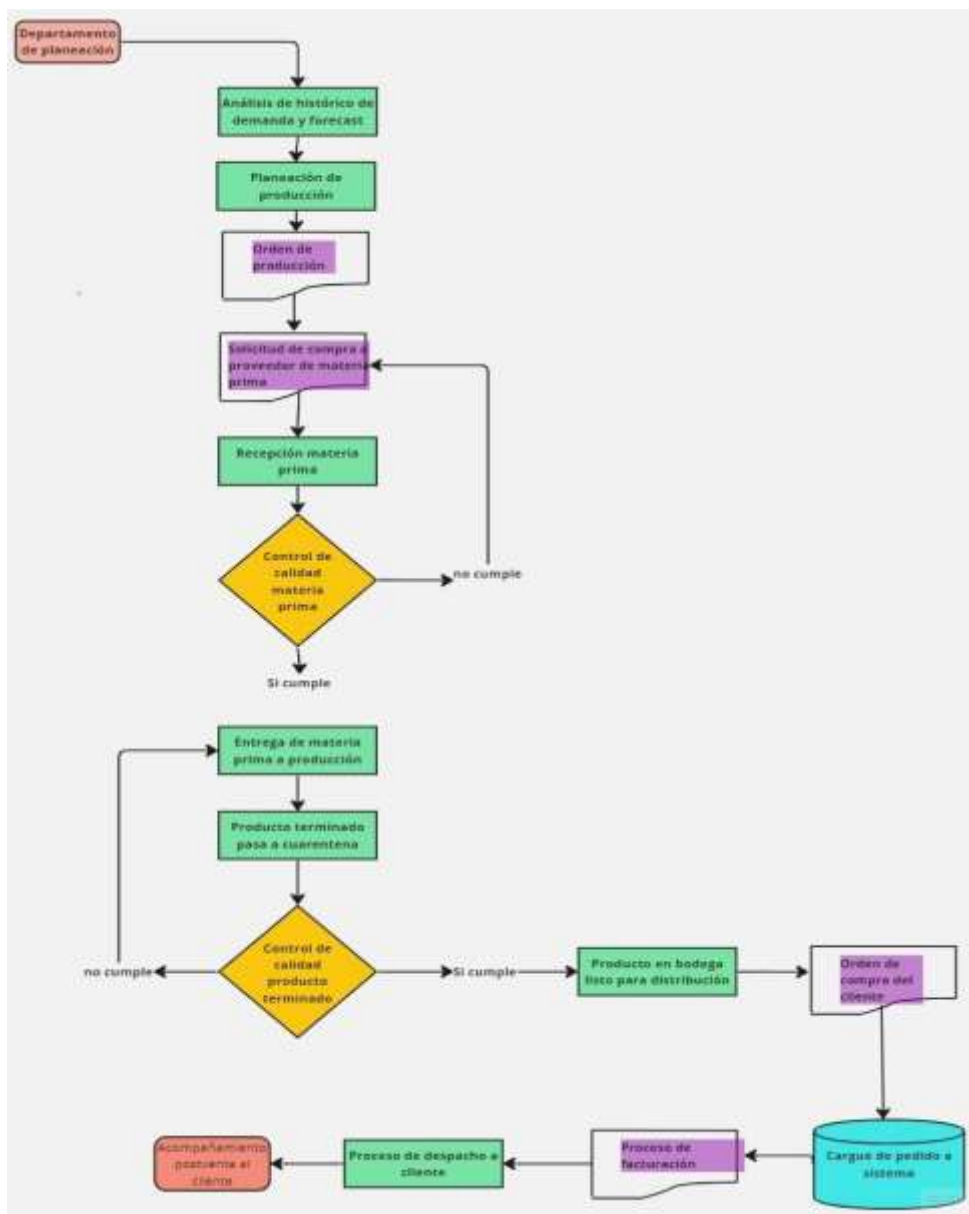 Departamento
de planeación
Análisis de histórico de
demanda y forecast
Planeación de
producción
Orden de
producción
Solicitud de compra a
proveedor de materia
prima
Recepción materia
prima
Control de
calidad
materia
prima
no cumple
Si cumple
Entrega de materia
prima a producción
Producto terminado
pasa a cuarentena
Control de
calidad
producto
terminado
no cumple
Si cumple
Producto en bodega
listo para distribución
Orden de
compra del
cliente
Cargue de pedido a
sistema
Proceso de
facturación
Proceso de despacho a
cliente
Acompañamiento
postventa al
cliente